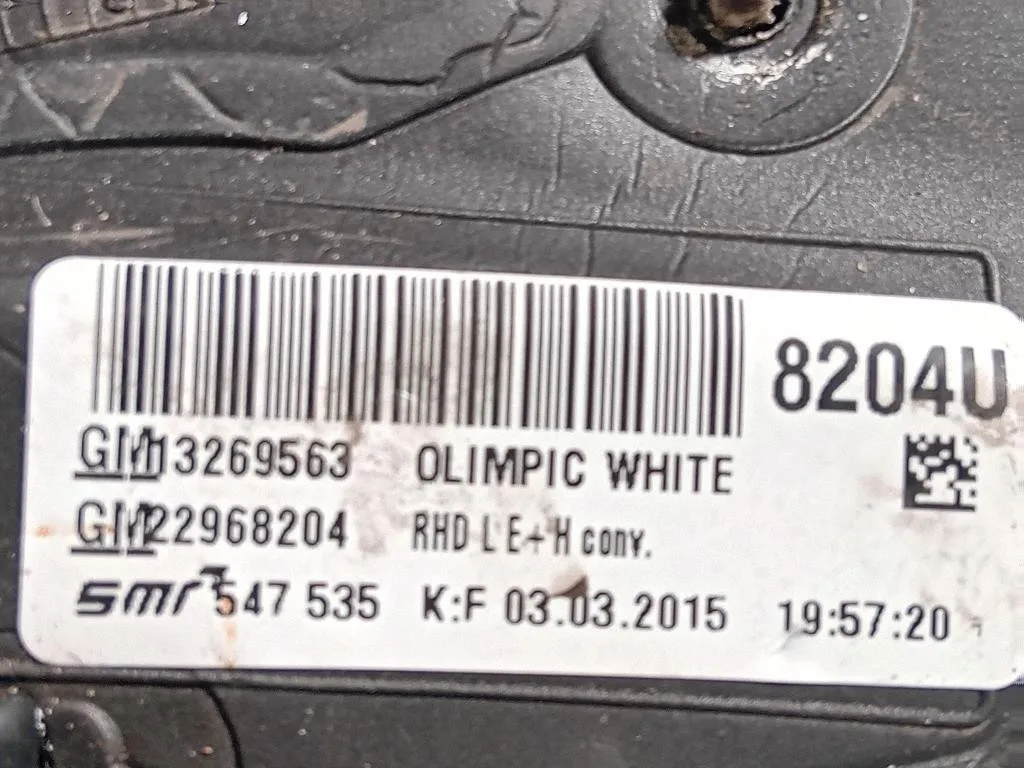 8204U
GM 13269563 OLIMPIC WHITE
GM 22968204 RHD L E+H conv.
smr 547 535 K:F 03.03.2015 19:57:20